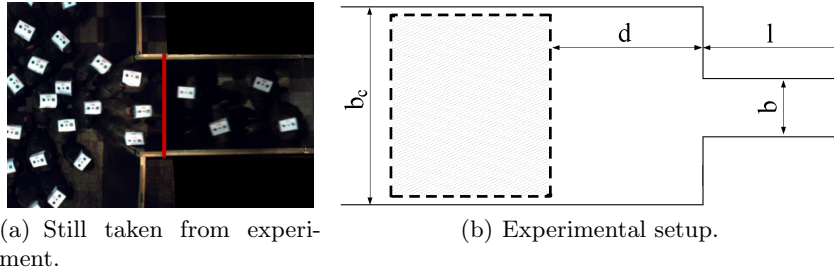 d
l
b_c
b
(a) Still taken from experi-
ment.
(b) Experimental setup.